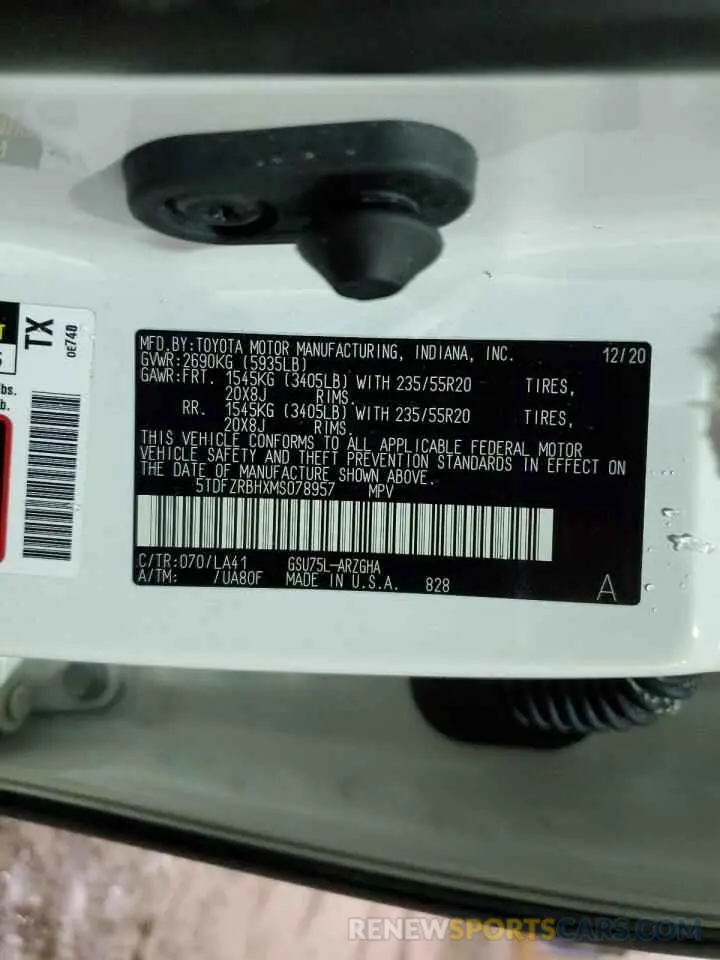 MFD.BY:TOYOTA MOTOR MANUFACTURING, INDIANA, INC. 12/20
GVWR:2690KG (5935LB)
GAWR:FRT. 1545KG (3405LB) WITH 235/55R20 TIRES,
20X8J RIMS.
RR. 1545KG (3405LB) WITH 235/55R20 TIRES,
20X8J RIMS.
THIS VEHICLE CONFORMS TO ALL APPLICABLE FEDERAL MOTOR
VEHICLE SAFETY AND THEFT PREVENTION STANDARDS IN EFFECT ON
THE DATE OF MANUFACTURE SHOWN ABOVE.
5TDFZRBHXMS078957 MPV
C/TR:070/LA41 GSU75L-ARZGHA
A/TM: /UA80F MADE IN U.S.A. 828
A
TX
0E74B
lbs.
b.
RENEWSPORTSCARS.COM